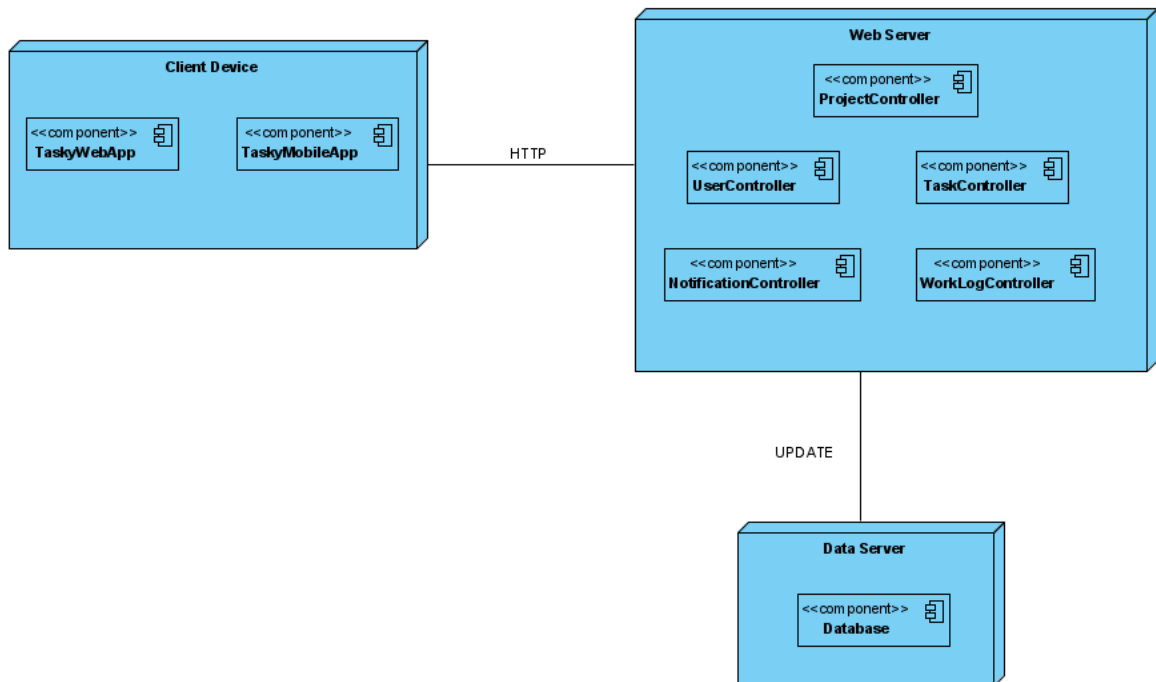 Client Device
<<component>>
TaskyWebApp
<<component>>
TaskyMobileApp
HTTP
Web Server
<<component>>
ProjectController
<<component>>
UserController
<<component>>
TaskController
<<component>>
NotificationController
<<component>>
WorkLogController
UPDATE
Data Server
<<component>>
Database